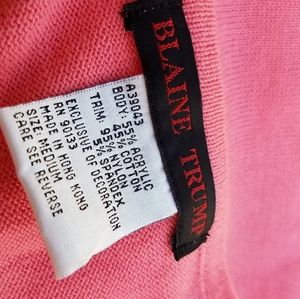 BLAINE TRUMP
A39043
BODY: 55% ACRYLIC
45% COTTON
TRIM: 95% NYLON
5% SPANDEX
EXCLUSIVE OF DECORATION
RN 90133
MADE IN HONG KONG
SIZE: MEDIUM
CARE SEE REVERSE